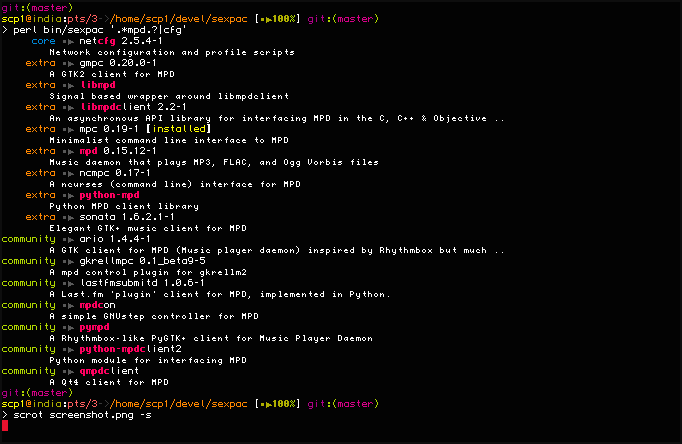 git:(master)
scp1@india:pts/3->/home/scp1/devel/sexpac [•▶100%] git:(master)
> perl bin/sexpac '.*mpd.?|cfg'
core •▶ netcfg 2.5.4-1
Network configuration and profile scripts
extra •▶ gmpc 0.20.0-1
A GTK2 client for MPD
extra •▶ libmpd
Signal based wrapper around libmpdclient
extra •▶ libmpdclient 2.2-1
An asynchronous API library for interfacing MPD in the C, C++ & Objective ..
extra •▶ mpc 0.19-1 [installed]
Minimalist command line interface to MPD
extra •▶ mpd 0.15.12-1
Music daemon that plays MP3, FLAC, and Ogg Vorbis files
extra •▶ ncmpc 0.17-1
A ncurses (command line) interface for MPD
extra •▶ python-mpd
Python MPD client library
extra •▶ sonata 1.6.2.1-1
Elegant GTK+ music client for MPD
community •▶ ario 1.4.4-1
A GTK client for MPD (Music player daemon) inspired by Rhythmbox but much ..
community •▶ gkrellmpc 0.1_beta9-5
A mpd control plugin for gkrellm2
community •▶ lastfmsubmitd 1.0.6-1
A Last.fm 'plugin' client for MPD, implemented in Python.
community •▶ mpdcon
A simple GNUstep controller for MPD
community •▶ pympd
A Rhythmbox-like PyGTK+ client for Music Player Daemon
community •▶ python-mpdclient2
Python module for interfacing MPD
community •▶ qmpdclient
A Qt4 client for MPD
git:(master)
scp1@india:pts/3->/home/scp1/devel/sexpac [•▶100%] git:(master)
> scrot screenshot.png -s